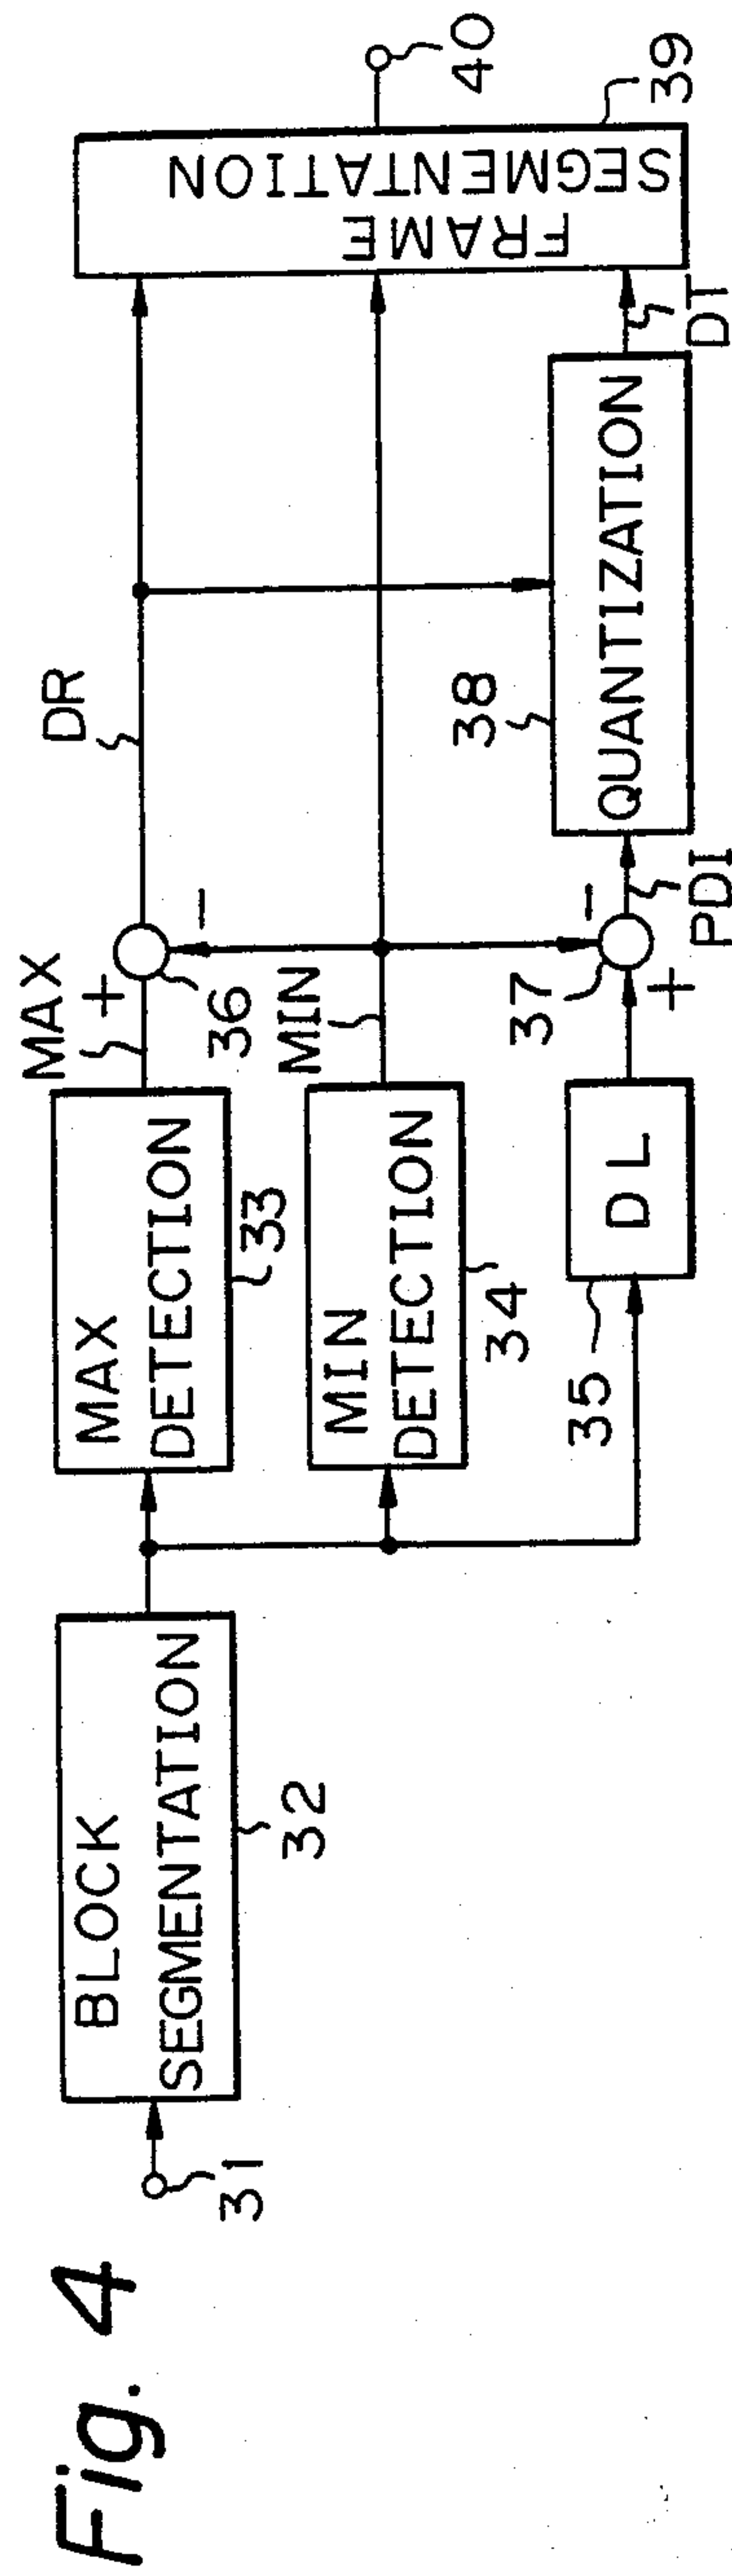 Fig. 4
31
BLOCK
SEGMENTATION
32
MAX
DETECTION
33
MIN
DETECTION
34
35
DL
MAX
+
36
-
MIN
37
+
-
PDI
DR
38
QUANTIZATION
DT
FRAME
SEGMENTATION
39
40